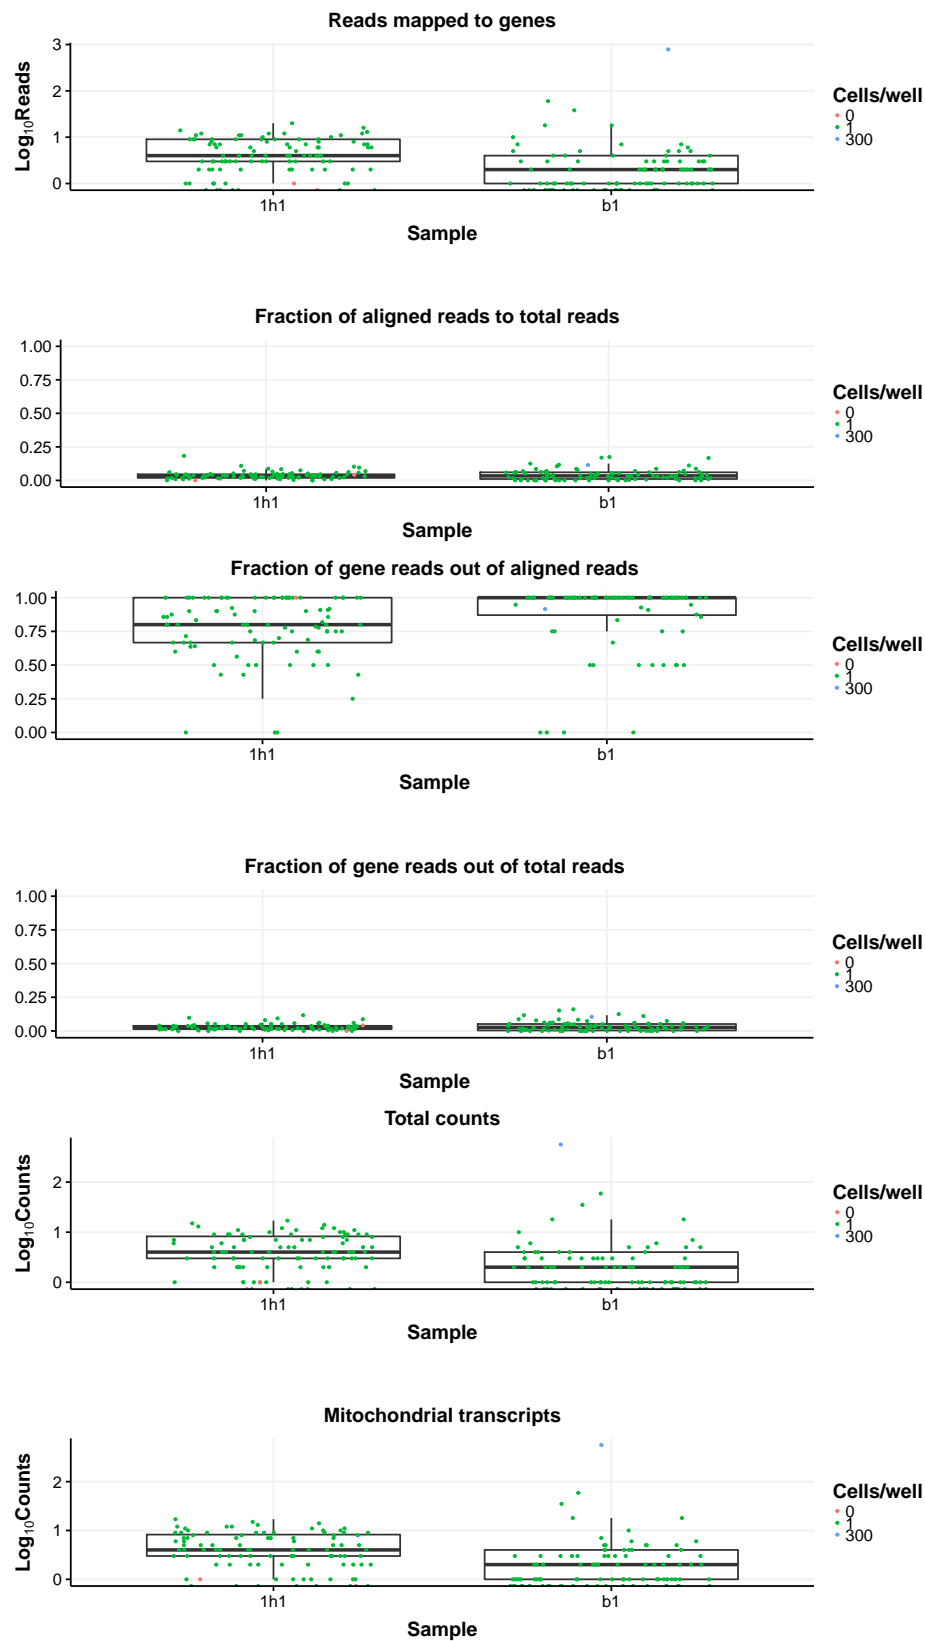 Reads mapped to genes
Log10Reads
3
2
1
0
1h1 b1
Sample
Cells/well
0
1
300
Fraction of aligned reads to total reads
1.00
0.75
0.50
0.25
0.00
1h1 b1
Sample
Cells/well
0
1
300
Fraction of gene reads out of aligned reads
1.00
0.75
0.50
0.25
0.00
1h1 b1
Sample
Cells/well
0
1
300
Fraction of gene reads out of total reads
1.00
0.75
0.50
0.25
0.00
1h1 b1
Sample
Cells/well
0
1
300
Total counts
Log10Counts
2
1
0
1h1 b1
Sample
Cells/well
0
1
300
Mitochondrial transcripts
Log10Counts
2
1
0
1h1 b1
Sample
Cells/well
0
1
300